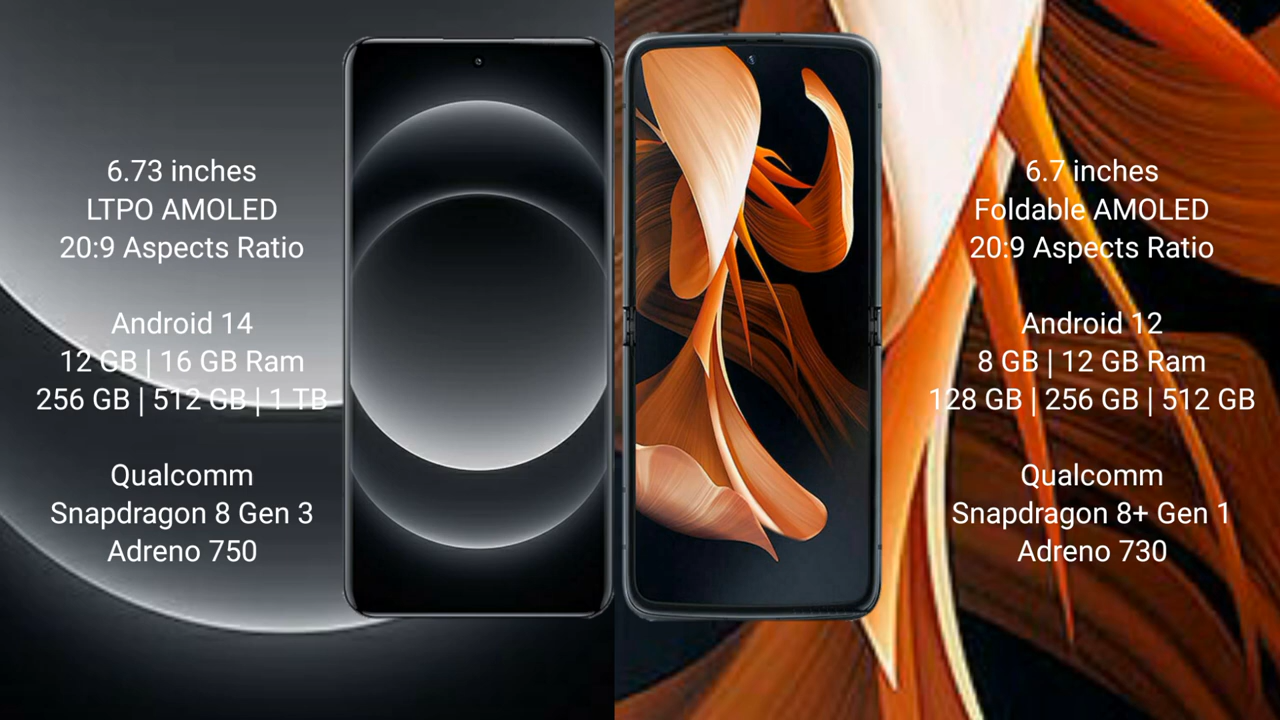 6.73 inches
LTPO AMOLED
20:9 Aspects Ratio
Android 14
12 GB | 16 GB Ram
256 GB | 512 GB | 1 TB
Qualcomm
Snapdragon 8 Gen 3
Adreno 750
6.7 inches
Foldable AMOLED
20:9 Aspects Ratio
Android 12
8 GB | 12 GB Ram
128 GB | 256 GB | 512 GB
Qualcomm
Snapdragon 8+ Gen 1
Adreno 730